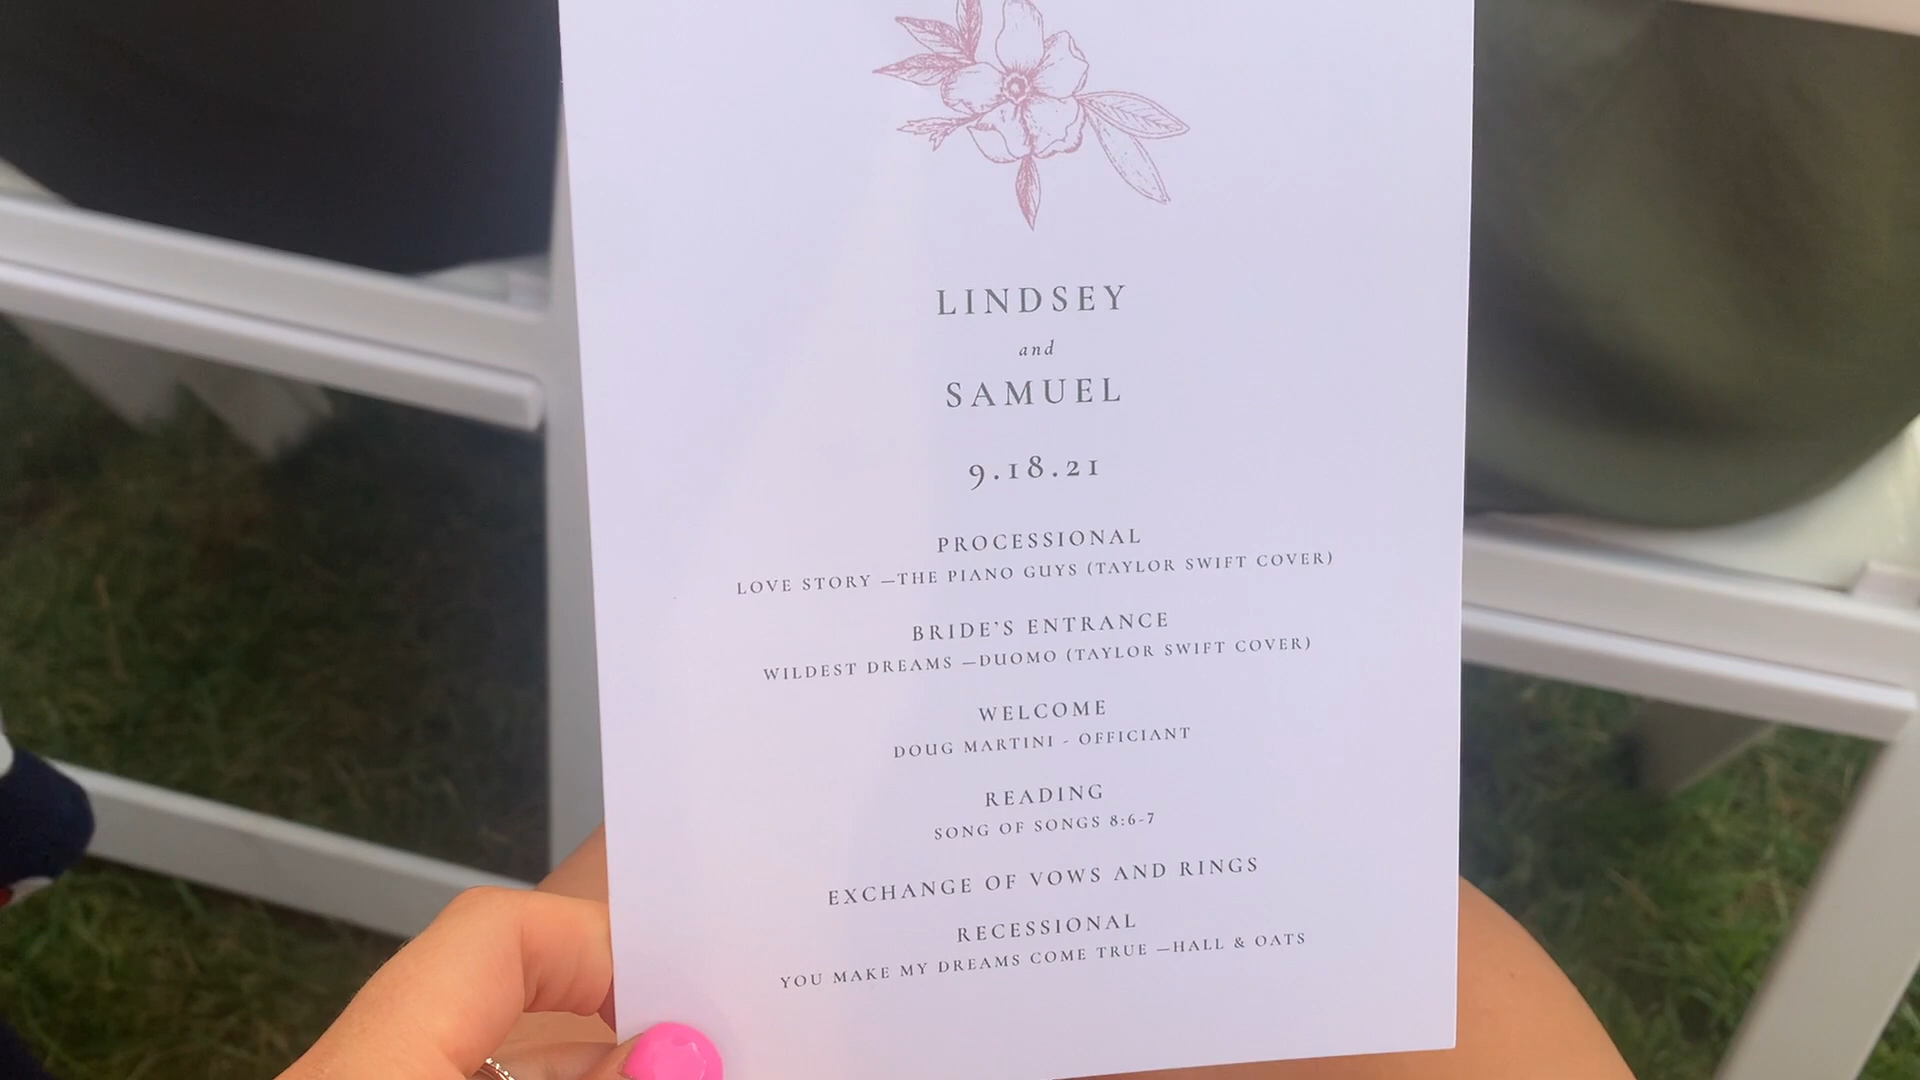 LINDSEY
and
SAMUEL
9.18.21
PROCESSIONAL
LOVE STORY —THE PIANO GUYS (TAYLOR SWIFT COVER)
BRIDE'S ENTRANCE
WILDEST DREAMS —DUOMO (TAYLOR SWIFT COVER)
WELCOME
DOUG MARTINI - OFFICIANT
READING
SONG OF SONGS 8:6-7
EXCHANGE OF VOWS AND RINGS
RECESSIONAL
YOU MAKE MY DREAMS COME TRUE —HALL & OATS